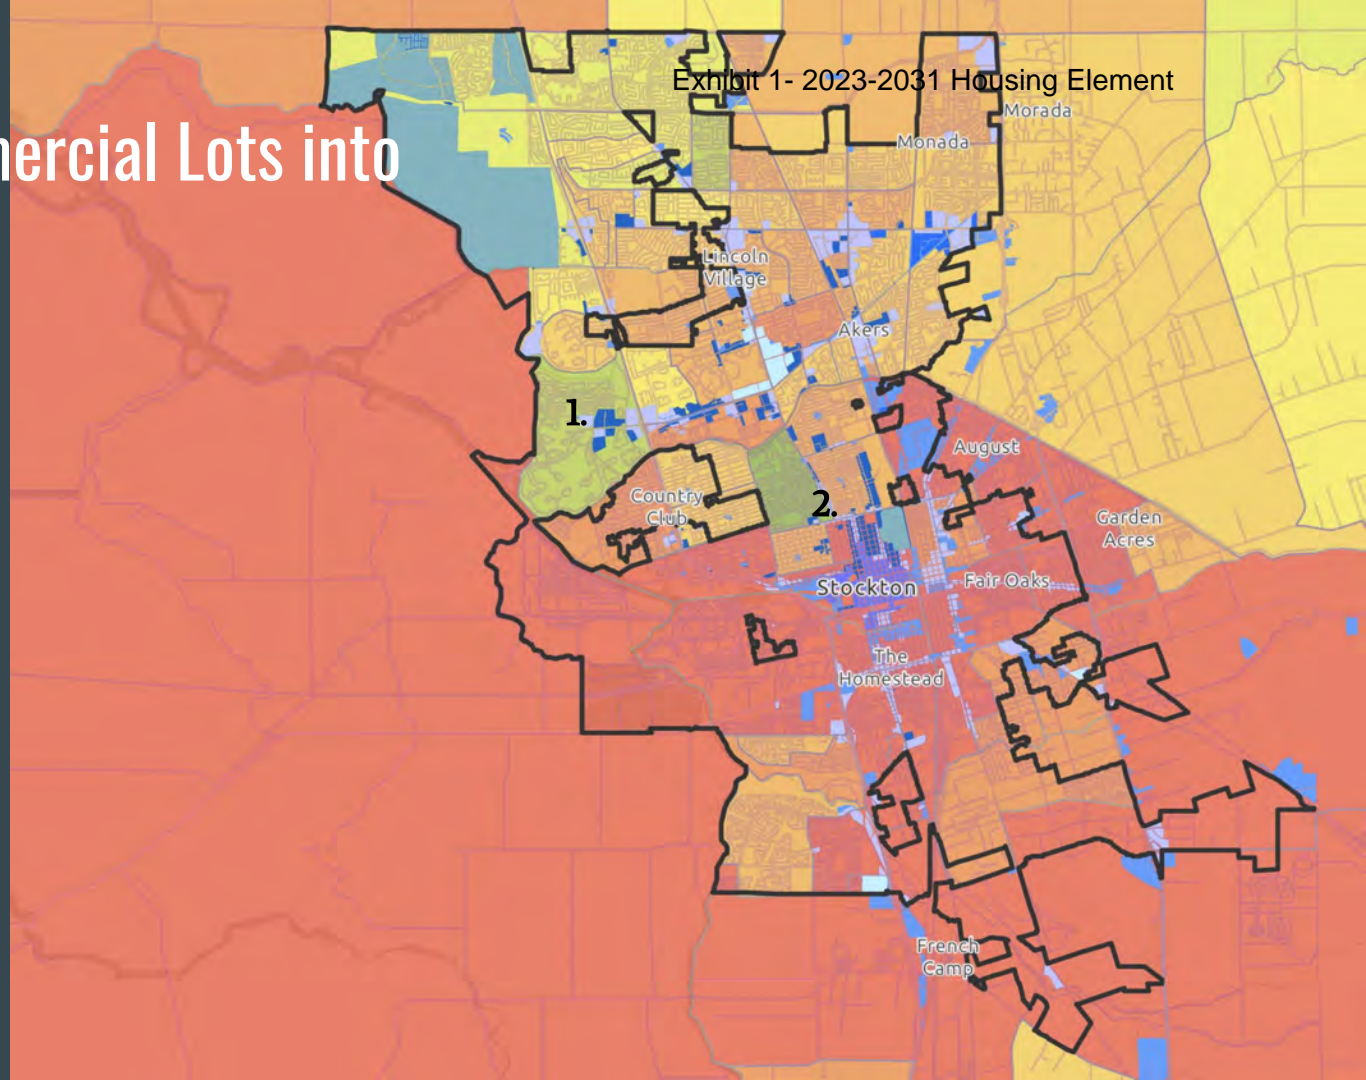 Exhibit 1- 2023-2031 Housing Element
Morada
Monada
mercial Lots into
Lincoln
Village
Akers
1.
August
Country
Club
2.
Garden
Acres
Stockton
Fair Oaks
The
Homestead
French
Camp